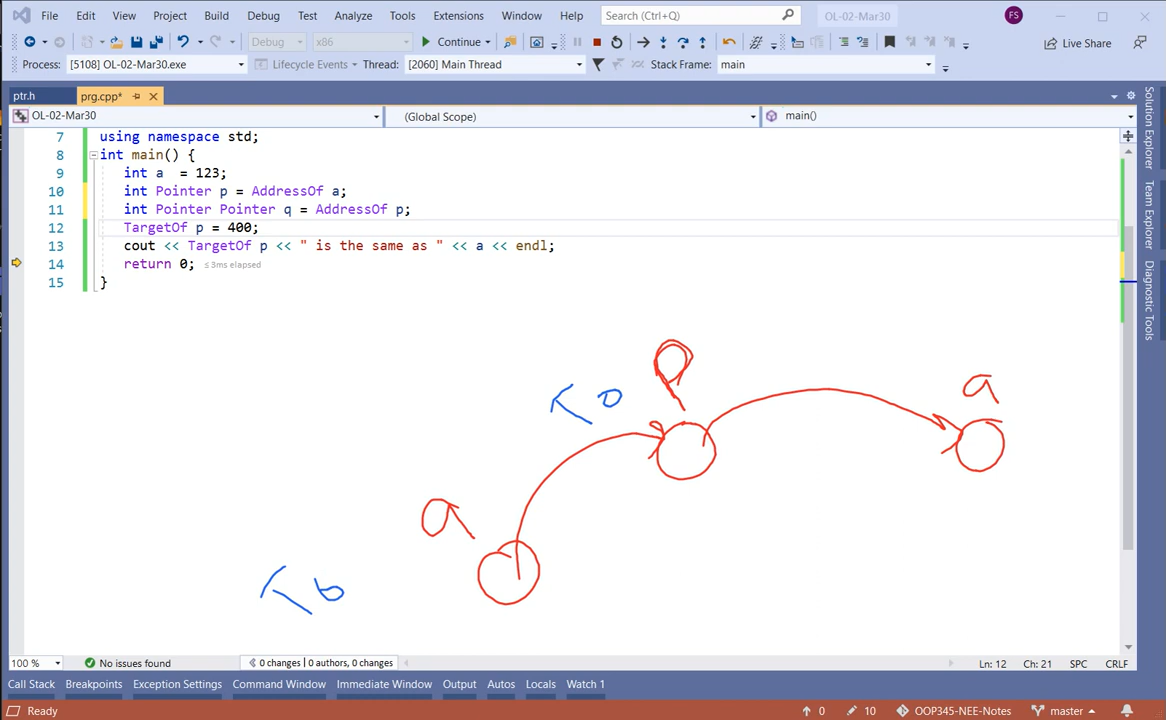 File Edit View Project Build Debug Test Analyze Tools Extensions Window Help Search (Ctrl+Q) OL-02-Mar30 FS
Debug x86 Continue Live Share
Process: [5108] OL-02-Mar30.exe Lifecycle Events Thread: [2060] Main Thread Stack Frame: main
ptr.h prg.cpp*
OL-02-Mar30 (Global Scope) main()
7 using namespace std;
8 int main() {
9 int a = 123;
10 int Pointer p = AddressOf a;
11 int Pointer Pointer q = AddressOf p;
12 TargetOf p = 400;
13 cout << TargetOf p << " is the same as " << a << endl;
14 return 0; ≤3ms elapsed
15 }
Solution Explorer
Team Explorer
Diagnostic Tools
p
a
a
100 % No issues found 0 changes | 0 authors, 0 changes Ln: 12 Ch: 21 SPC CRLF
Call Stack Breakpoints Exception Settings Command Window Immediate Window Output Autos Locals Watch 1
Ready 0 10 OOP345-NEE-Notes master